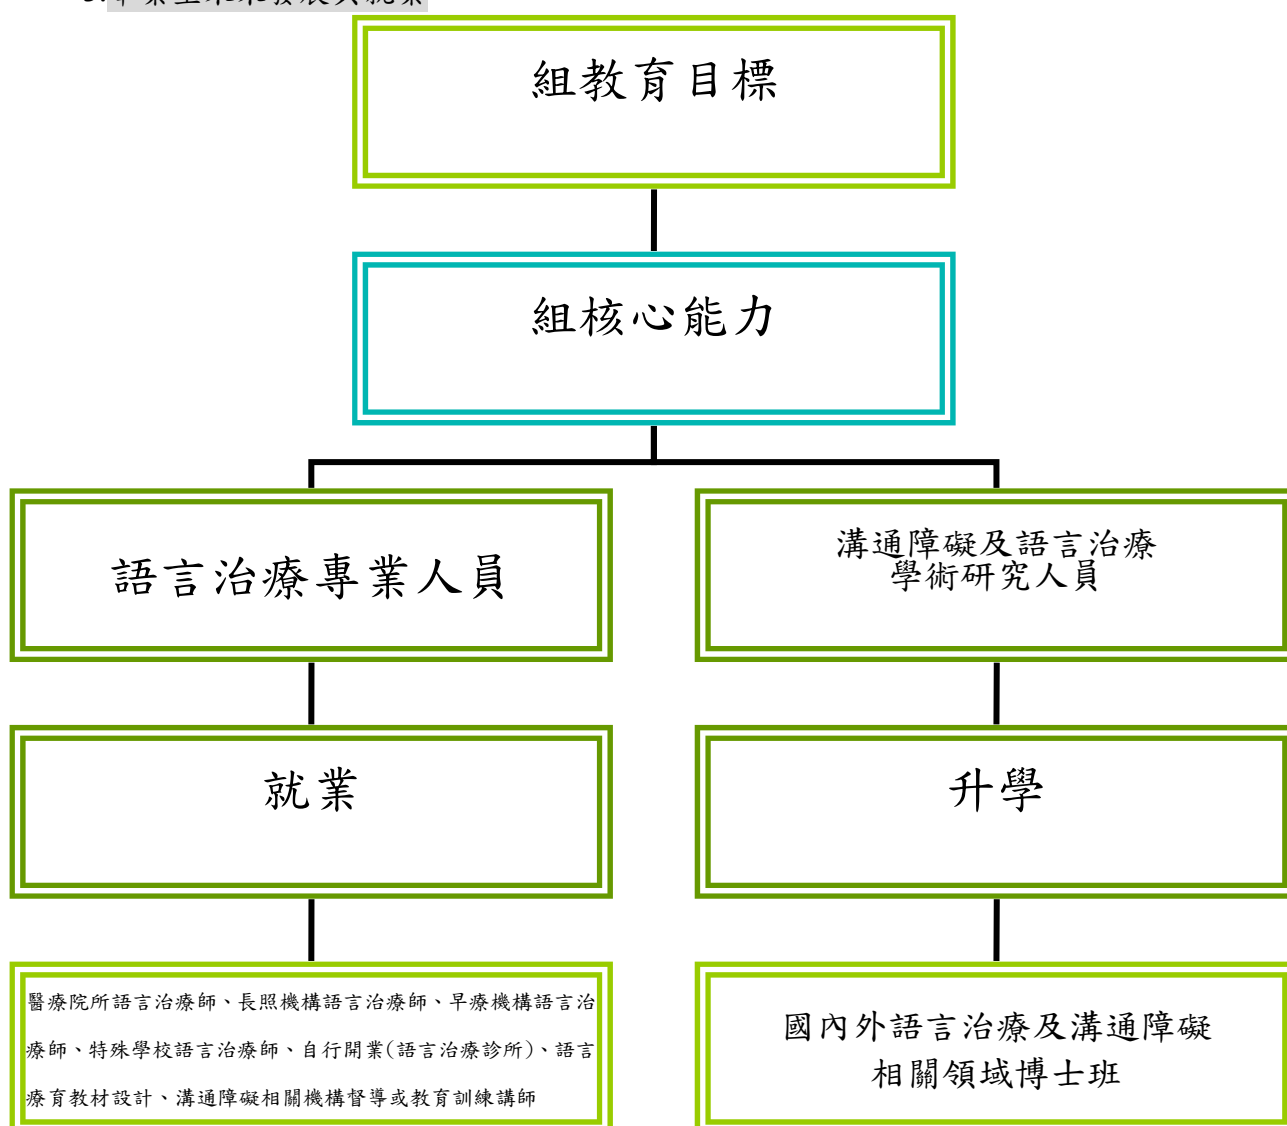 組教育目標
組核心能力
語言治療專業人員
溝通障礙及語言治療
學術研究人員
就業
升學
醫療院所語言治療師、長照機構語言治療師、早療機構語言治
療師、特殊學校語言治療師、自行開業(語言治療診所)、語言
療育教材設計、溝通障礙相關機構督導或教育訓練講師
國內外語言治療及溝通障礙
相關領域博士班